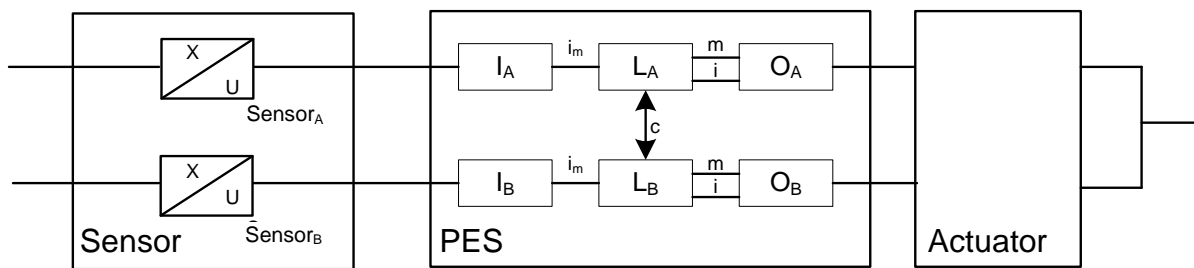 X
U
Sensor_A
I_A
i_m
L_A
m
i
O_A
c
X
U
Sensor_B
I_B
i_m
L_B
m
i
O_B
Sensor
PES
Actuator